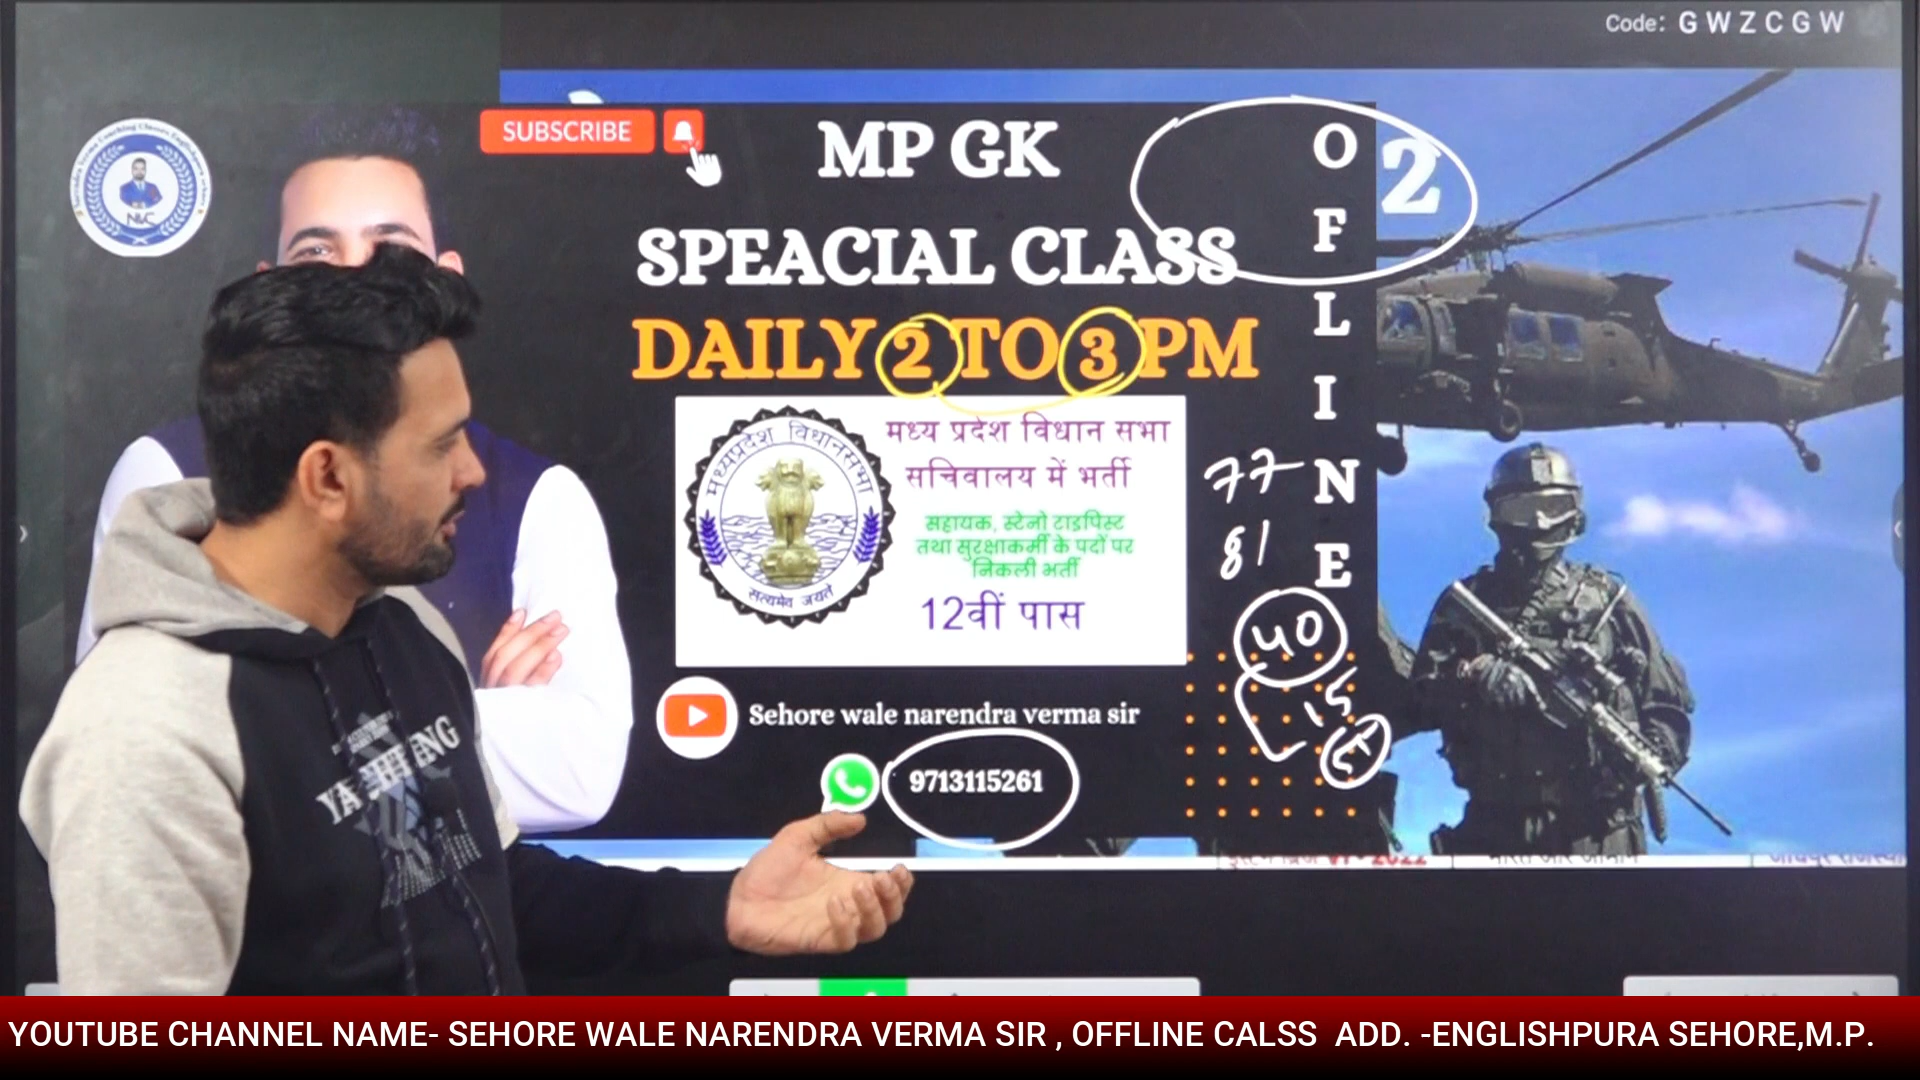 Code: GWZCGW
SUBSCRIBE
MP GK
SPEACIAL CLASS
DAILY 2 TO 3 PM
OFFLINE
2
मध्यप्रदेश विधानसभा
सत्यमेव जयते
मध्य प्रदेश विधान सभा
सचिवालय में भर्ती
सहायक, स्टेनो टाइपिस्ट
तथा सुरक्षाकर्मी के पदों पर
निकली भर्ती
12वीं पास
77
81
40
15
Sehore wale narendra verma sir
9713115261
YOUTUBE CHANNEL NAME- SEHORE WALE NARENDRA VERMA SIR , OFFLINE CALSS ADD. -ENGLISHPURA SEHORE,M.P.